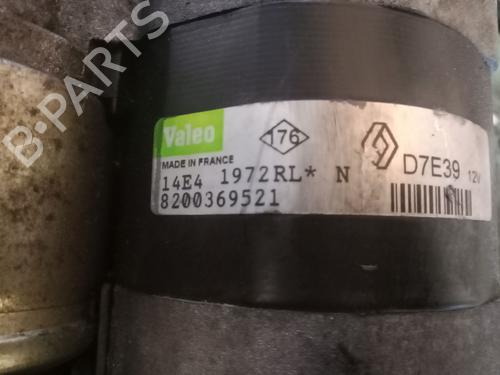 B-PARTS
Valeo
176
MADE IN FRANCE
D7E39 12V
14E4 1972RL* N
8200369521